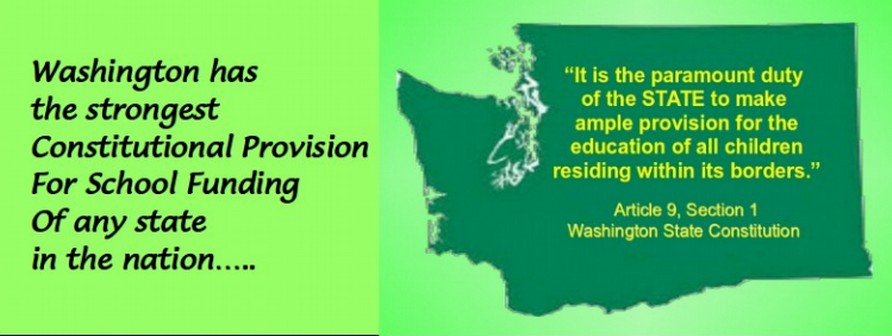 Washington has
the strongest
Constitutional Provision
For School Funding
Of any state
in the nation…..
“It is the paramount duty
of the STATE to make
ample provision for the
education of all children
residing within its borders.”
Article 9, Section 1
Washington State Constitution